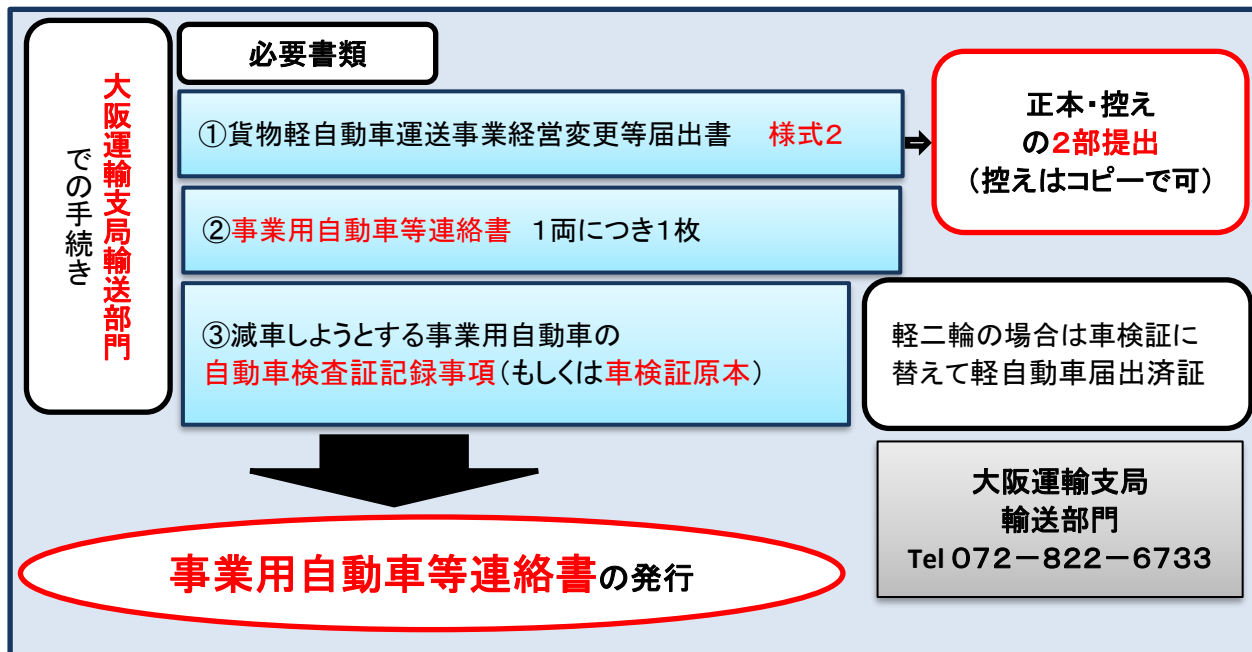 大阪運輸支局輸送部門
での手続き
必要書類
①貨物軽自動車運送事業経営変更等届出書　様式２
⇨
正本・控え
の２部提出
（控えはコピーで可）
②事業用自動車等連絡書　１両につき１枚
③減車しようとする事業用自動車の
自動車検査証記録事項（もしくは車検証原本）
軽二輪の場合は車検証に
替えて軽自動車届出済証
大阪運輸支局
輸送部門
Tel ０７２－８２２－６７３３
事業用自動車等連絡書の発行